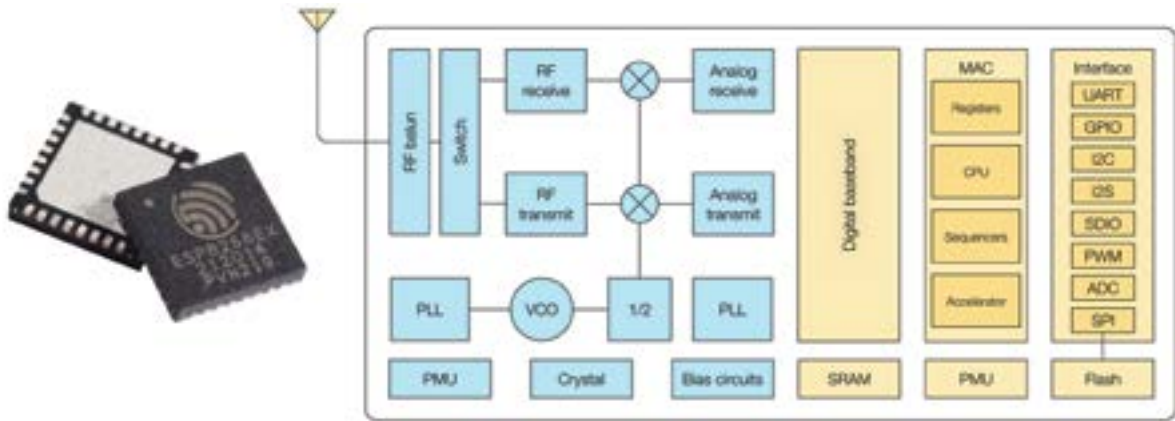 ESP8266EX
RF balun
Switch
RF
receive
Analog
receive
RF
transmit
Analog
transmit
PLL
VCO
1/2
PLL
PMU
Crystal
Bias circuits
Digital baseband
SRAM
MAC
Registers
CPU
Sequencers
Accelerator
PMU
Interface
UART
GPIO
I2C
I2S
SDIO
PWM
ADC
SPI
Flash